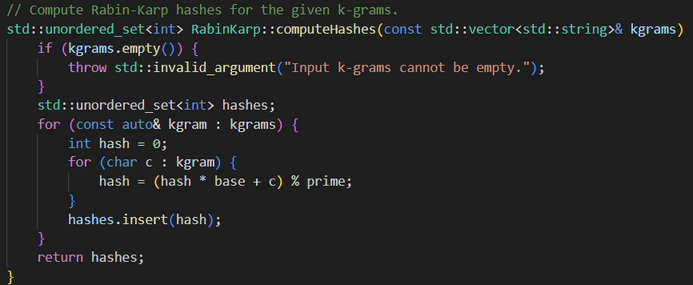 // Compute Rabin-Karp hashes for the given k-grams.
std::unordered_set<int> RabinKarp::computeHashes(const std::vector<std::string>& kgrams)
    if (kgrams.empty()) {
        throw std::invalid_argument("Input k-grams cannot be empty.");
    }
    std::unordered_set<int> hashes;
    for (const auto& kgram : kgrams) {
        int hash = 0;
        for (char c : kgram) {
            hash = (hash * base + c) % prime;
        }
        hashes.insert(hash);
    }
    return hashes;
}